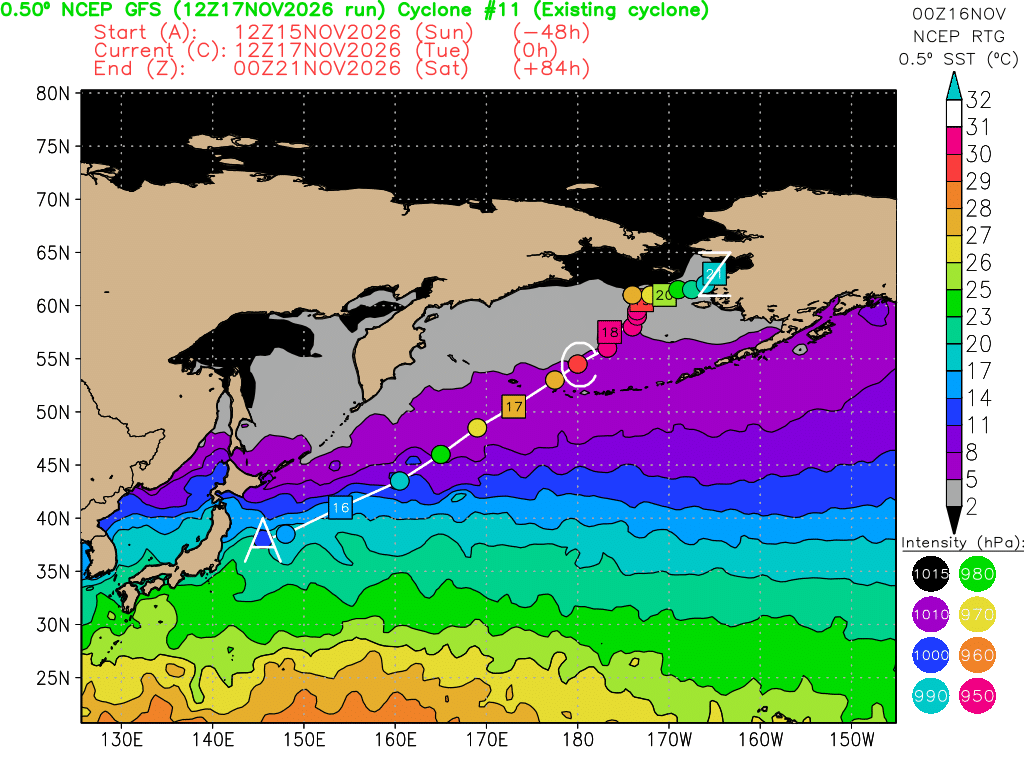 0.50º NCEP GFS (12Z17NOV2026 run) Cyclone #11 (Existing cyclone)
Start (A): 12Z15NOV2026 (Sun) (−48h)
Current (C): 12Z17NOV2026 (Tue) (0h)
End (Z): 00Z21NOV2026 (Sat) (+84h)
00Z16NOV
NCEP RTG
0.5º SST (ºC)
32
31
30
29
28
27
26
25
23
20
17
14
11
8
5
2
Intensity (hPa):
1015 980
1010 970
1000 960
990 950
80N
75N
70N
65N
60N
55N
50N
45N
40N
35N
30N
25N
130E 140E 150E 160E 170E 180 170W 160W 150W
A
16
17
C
18
20
21
Z